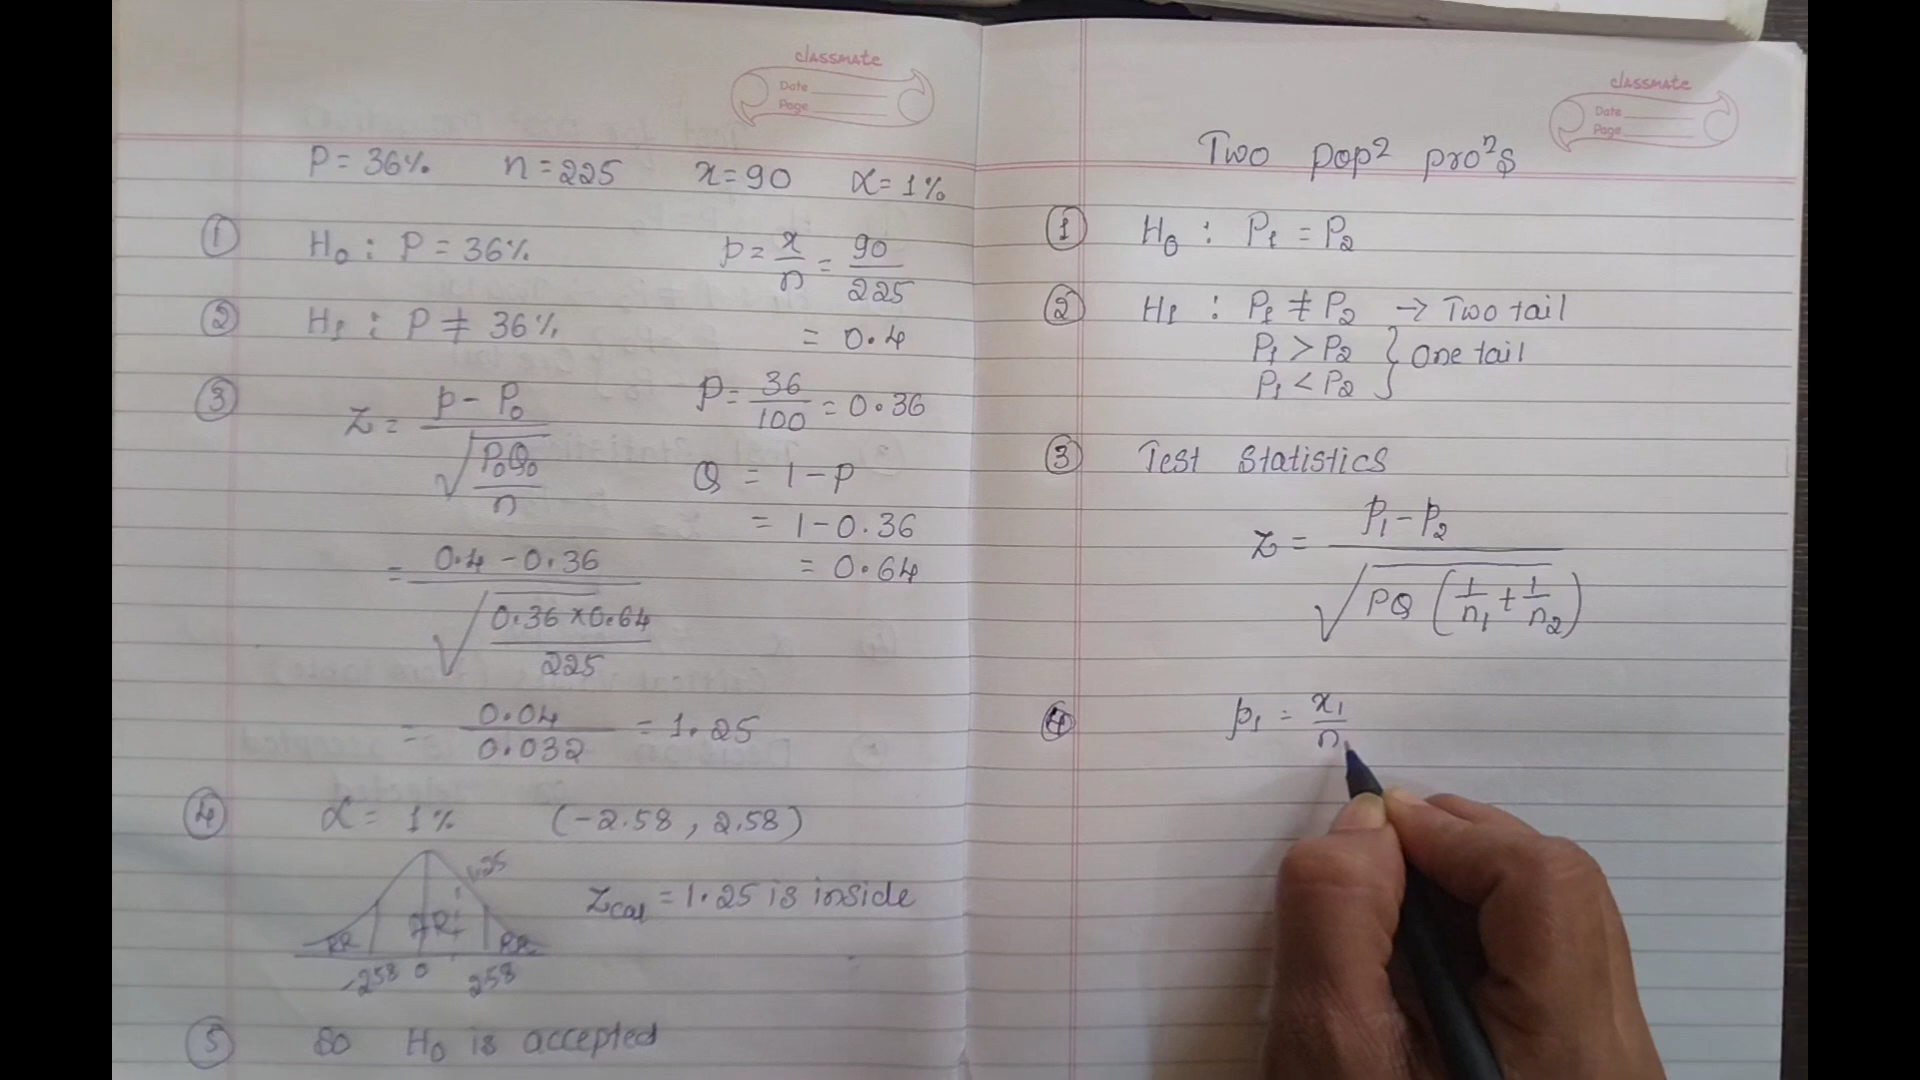 classmate
Date
Page
P = 36% n = 225 x = 90 α = 1%
① H₀ : P = 36% p = x/n = 90/225
② H₁ : P ≠ 36% = 0.4
③ Z = (p - P₀)/√(P₀Q₀/n) P = 36/100 = 0.36
Q = 1 - P
= 1 - 0.36
= (0.4 - 0.36)/√((0.36 × 0.64)/225) = 0.64
= 0.04/0.032 = 1.25
④ α = 1% (-2.58, 2.58)
1.25
Zcal = 1.25 is inside
RR AR RR
-258 0 258
⑤ So H₀ is accepted
classmate
Date
Page
Two pop² pro²s
① H₀ : P₁ = P₂
② H₁ : P₁ ≠ P₂ → Two tail
P₁ > P₂ } One tail
P₁ < P₂
③ Test Statistics
Z = (p₁ - p₂)/√(PQ (1/n₁ + 1/n₂))
④ p₁ = x₁/n